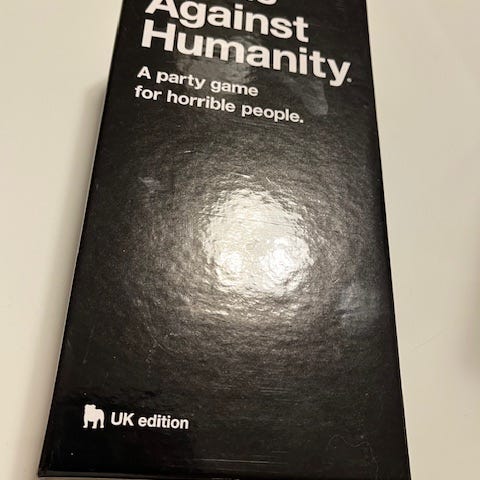 Against
Humanity®
A party game
for horrible people.
UK edition